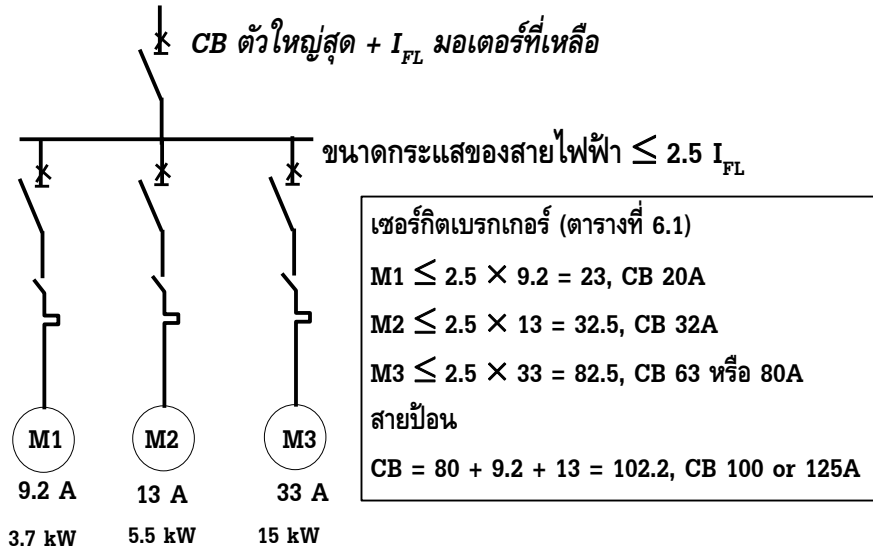 CB ตัวใหญ่สุด + I_FL มอเตอร์ที่เหลือ
ขนาดกระแสของสายไฟฟ้า ≤ 2.5 I_FL
เซอร์กิตเบรกเกอร์ (ตารางที่ 6.1)
M1 ≤ 2.5 × 9.2 = 23, CB 20A
M2 ≤ 2.5 × 13 = 32.5, CB 32A
M3 ≤ 2.5 × 33 = 82.5, CB 63 หรือ 80A
สายป้อน
CB = 80 + 9.2 + 13 = 102.2, CB 100 or 125A
M1 M2 M3
9.2 A 13 A 33 A
3.7 kW 5.5 kW 15 kW